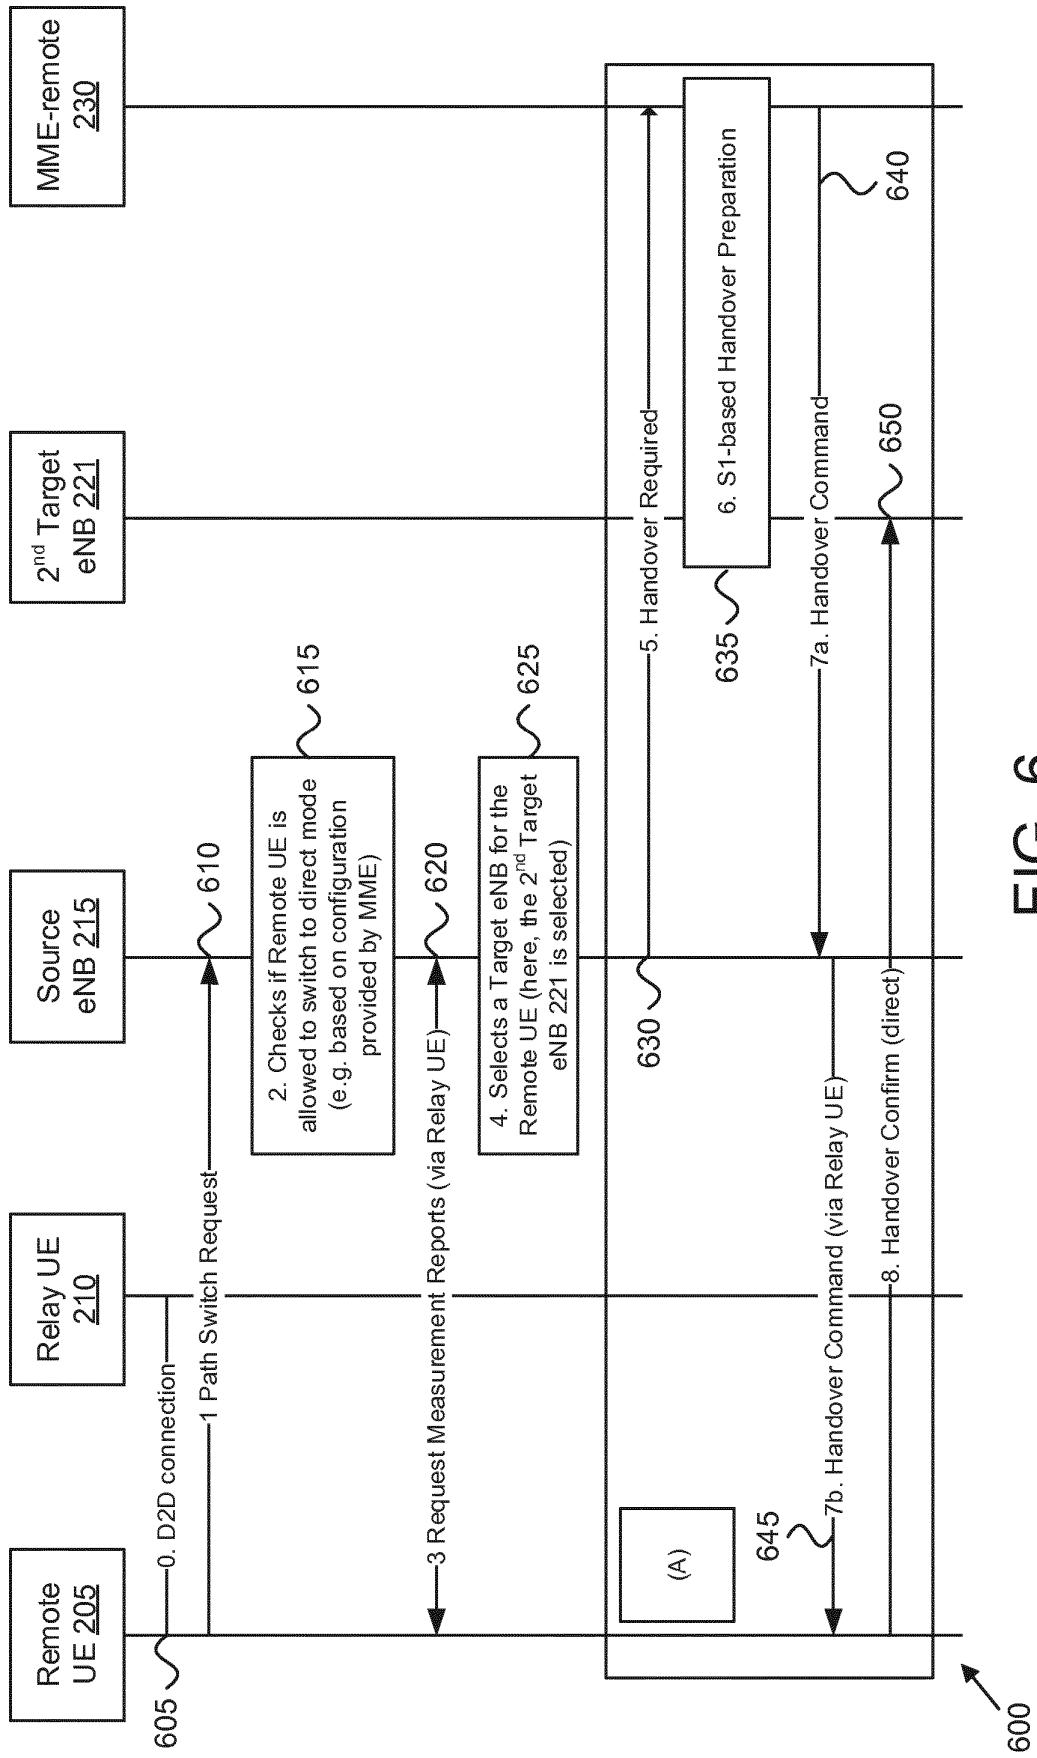 Remote
UE 205
Relay UE
210
Source
eNB 215
2nd Target
eNB 221
MME-remote
230
605
0. D2D connection
1 Path Switch Request
610
2. Checks if Remote UE is
allowed to switch to direct mode
(e.g. based on configuration
provided by MME)
615
3 Request Measurement Reports (via Relay UE)
620
4. Selects a Target eNB for the
Remote UE (here, the 2nd Target
eNB 221 is selected)
625
(A)
630
5. Handover Required
635
6. S1-based Handover Preparation
7a. Handover Command
640
645
7b. Handover Command (via Relay UE)
8. Handover Confirm (direct)
650
600
FIG. 6